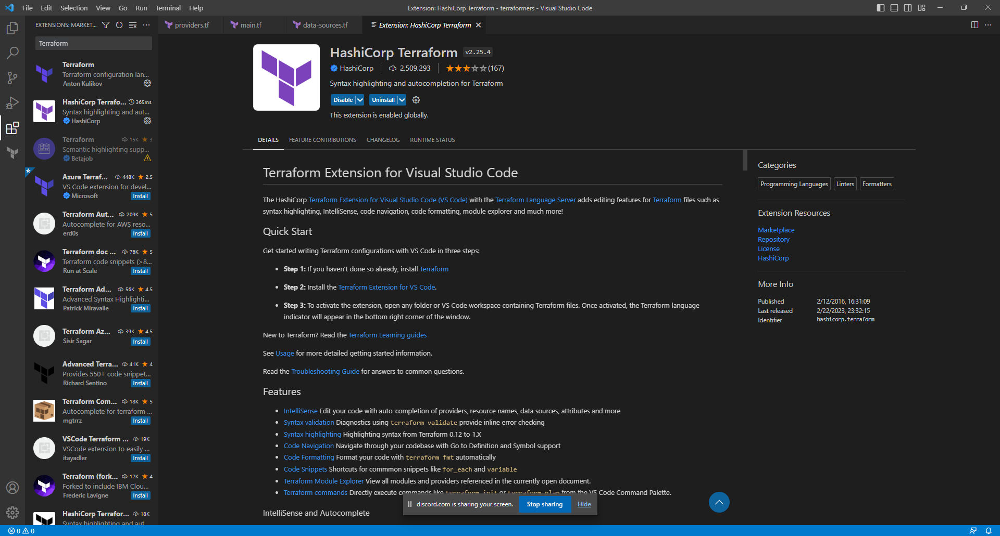 File Edit Selection View Go Run Terminal Help
Extension: HashiCorp Terraform - terraformers - Visual Studio Code
EXTENSIONS: MARKET...
providers.tf
main.tf
data-sources.tf
Extension: HashiCorp Terraform
Terraform
Terraform
Terraform configuration lan...
Anton Kulikov
HashiCorp Terrafo... 365ms
Syntax highlighting and aut...
HashiCorp
Terraform 15K 3
Semantic highlighting supp...
Betajob
Azure Terraf... 448K 2.5
VS Code extension for devel...
Microsoft Install
Terraform Aut... 209K 5
Autocomplete for AWS reso...
erd0s Install
Terraform doc ... 76K 5
Terraform code snippets (>8...
Run at Scale Install
Terraform Ad... 56K 4.5
Advanced Syntax Highlighti...
Patrick Miravalle Install
Terraform Az... 39K 4.5
Sisir Sagar Install
Advanced Terra... 41K 4
Provides 550+ code snippet...
Richard Sentino Install
Terraform Com... 18K 5
Autocomplete for terraform ...
mgtrrz Install
VSCode Terraform ... 19K
VSCode extension to easily ...
itayadler Install
Terraform (fork... 12K 4
Forked to include IBM Clou...
Frederic Lavigne Install
HashiCorp Terrafor... 18K
Syntax highlighting and aut
HashiCorp Terraform v2.25.4
HashiCorp 2,509,293 (167)
Syntax highlighting and autocompletion for Terraform
Disable Uninstall
This extension is enabled globally.
DETAILS FEATURE CONTRIBUTIONS CHANGELOG RUNTIME STATUS
Terraform Extension for Visual Studio Code
The HashiCorp Terraform Extension for Visual Studio Code (VS Code) with the Terraform Language Server adds editing features for Terraform files such as
syntax highlighting, IntelliSense, code navigation, code formatting, module explorer and much more!
Quick Start
Get started writing Terraform configurations with VS Code in three steps:
Step 1: If you haven't done so already, install Terraform
Step 2: Install the Terraform Extension for VS Code.
Step 3: To activate the extension, open any folder or VS Code workspace containing Terraform files. Once activated, the Terraform language
indicator will appear in the bottom right corner of the window.
New to Terraform? Read the Terraform Learning guides
See Usage for more detailed getting started information.
Read the Troubleshooting Guide for answers to common questions.
Features
IntelliSense Edit your code with auto-completion of providers, resource names, data sources, attributes and more
Syntax validation Diagnostics using terraform validate provide inline error checking
Syntax highlighting Highlighting syntax from Terraform 0.12 to 1.X
Code Navigation Navigate through your codebase with Go to Definition and Symbol support
Code Formatting Format your code with terraform fmt automatically
Code Snippets Shortcuts for commmon snippets like for_each and variable
Terraform Module Explorer View all modules and providers referenced in the currently open document.
Terraform commands Directly execute commands like terraform init or terraform plan from the VS Code Command Palette.
IntelliSense and Autocomplete
Categories
Programming Languages Linters Formatters
Extension Resources
Marketplace
Repository
License
HashiCorp
More Info
Published 2/12/2016, 16:31:09
Last released 2/22/2023, 23:32:15
Identifier hashicorp.terraform
discord.com is sharing your screen. Stop sharing Hide
0 0